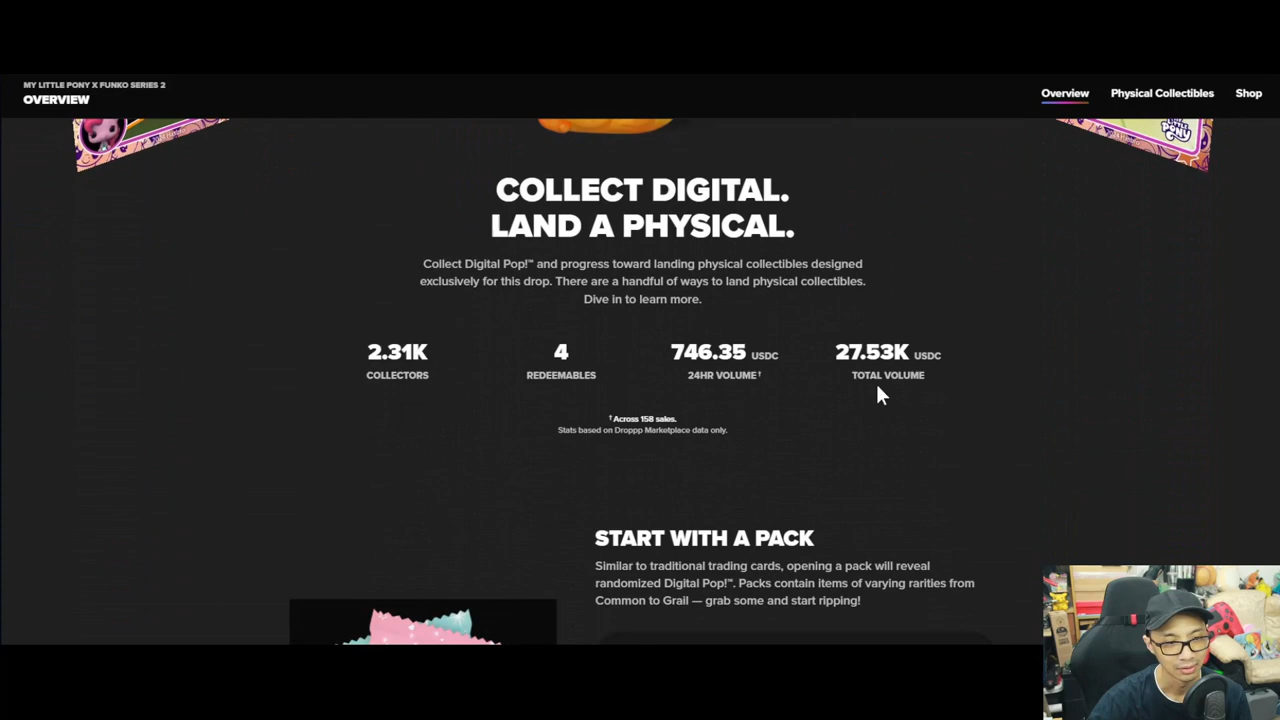 MY LITTLE PONY X FUNKO SERIES 2
OVERVIEW
Overview
Physical Collectibles
Shop
MY LITTLE PONY
COLLECT DIGITAL.
LAND A PHYSICAL.
Collect Digital Pop!™ and progress toward landing physical collectibles designed
exclusively for this drop. There are a handful of ways to land physical collectibles.
Dive in to learn more.
2.31K
COLLECTORS
4
REDEEMABLES
746.35 USDC
24HR VOLUME†
27.53K USDC
TOTAL VOLUME
† Across 158 sales.
Stats based on Droppp Marketplace data only.
START WITH A PACK
Similar to traditional trading cards, opening a pack will reveal
randomized Digital Pop!™. Packs contain items of varying rarities from
Common to Grail — grab some and start ripping!